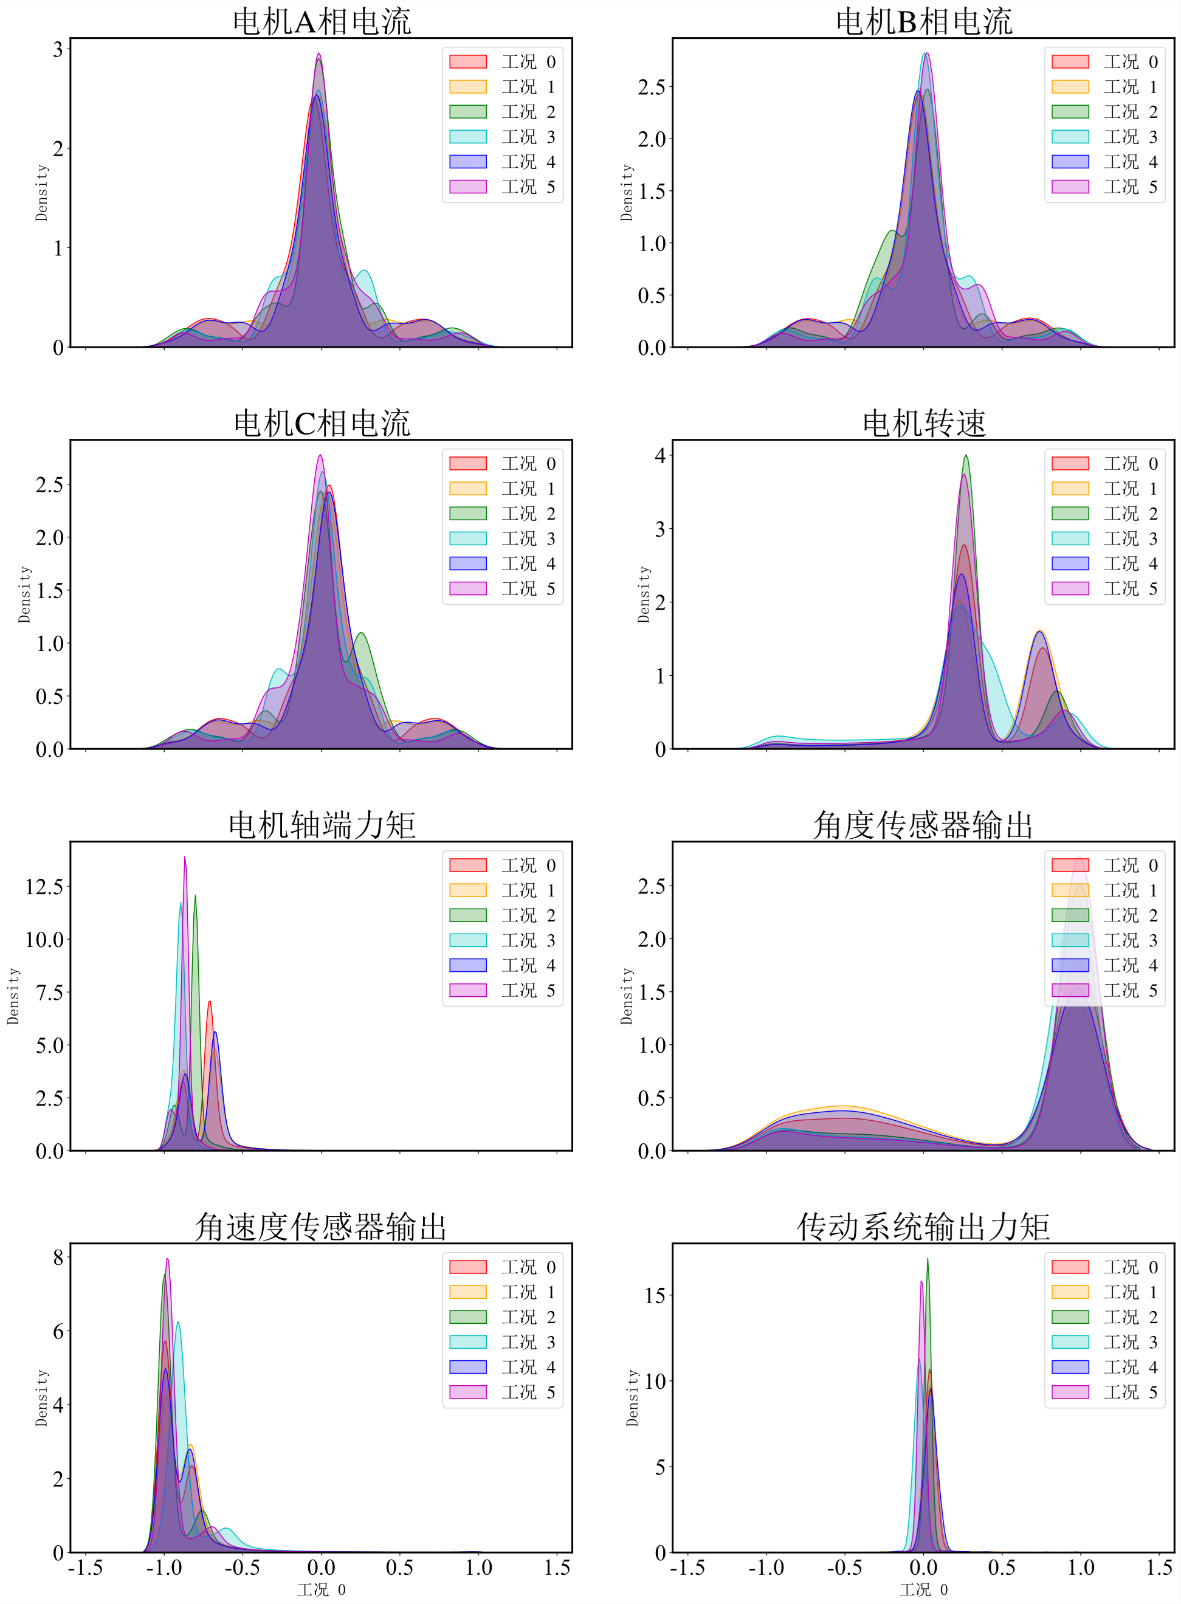 电机A相电流
3
2
1
0
Density
工况 0
工况 1
工况 2
工况 3
工况 4
工况 5
电机B相电流
2.5
2.0
1.5
1.0
0.5
0.0
Density
工况 0
工况 1
工况 2
工况 3
工况 4
工况 5
电机C相电流
2.5
2.0
1.5
1.0
0.5
0.0
Density
工况 0
工况 1
工况 2
工况 3
工况 4
工况 5
电机转速
4
3
2
1
0
Density
工况 0
工况 1
工况 2
工况 3
工况 4
工况 5
电机轴端力矩
12.5
10.0
7.5
5.0
2.5
0.0
Density
工况 0
工况 1
工况 2
工况 3
工况 4
工况 5
角度传感器输出
2.5
2.0
1.5
1.0
0.5
0.0
Density
工况 0
工况 1
工况 2
工况 3
工况 4
工况 5
角速度传感器输出
8
6
4
2
0
Density
工况 0
工况 1
工况 2
工况 3
工况 4
工况 5
-1.5 -1.0 -0.5 0.0 0.5 1.0 1.5
工况 0
传动系统输出力矩
15
10
5
0
Density
工况 0
工况 1
工况 2
工况 3
工况 4
工况 5
-1.5 -1.0 -0.5 0.0 0.5 1.0 1.5
工况 0